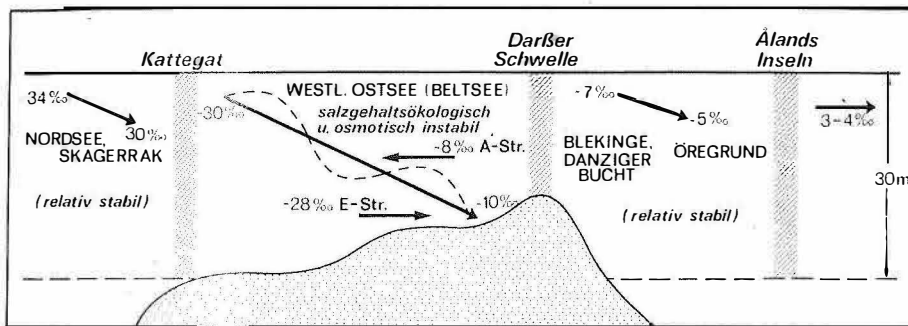 Kattegat
Darßer
Schwelle
Ålands
Inseln
34‰
30‰
NORDSEE,
SKAGERRAK
(relativ stabil)
-30‰
WESTL. OSTSEE (BELTSEE)
salzgehaltsökologisch
u. osmotisch instabil
-8‰ A-Str.
-28‰ E-Str.
-10‰
-7‰
-5‰
BLEKINGE,
DANZIGER
BUCHT
ÖREGRUND
(relativ stabil)
3-4‰
30m